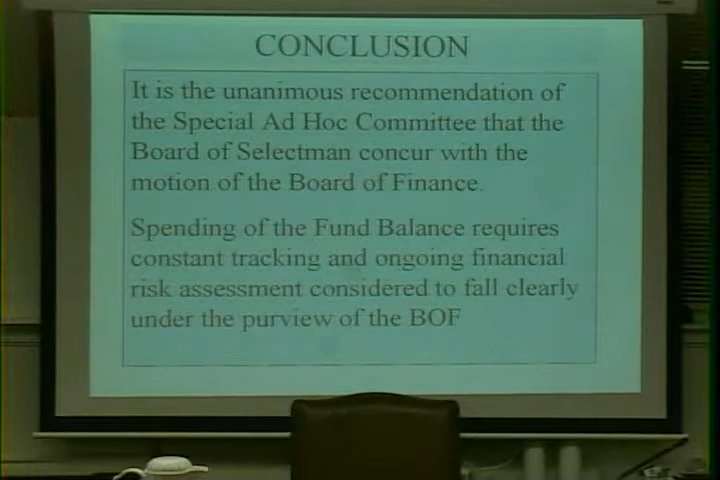 CONCLUSION
It is the unanimous recommendation of
the Special Ad Hoc Committee that the
Board of Selectman concur with the
motion of the Board of Finance.
Spending of the Fund Balance requires
constant tracking and ongoing financial
risk assessment considered to fall clearly
under the purview of the BOF